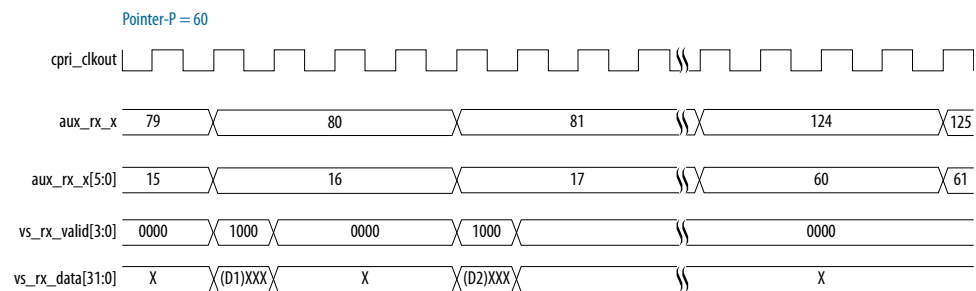 Pointer-P = 60
cpri_clkout
aux_rx_x 79 80 81 124 125
aux_rx_x[5:0] 15 16 17 60 61
vs_rx_valid[3:0] 0000 1000 0000 1000 0000
vs_rx_data[31:0] X (D1)XXX X (D2)XXX X